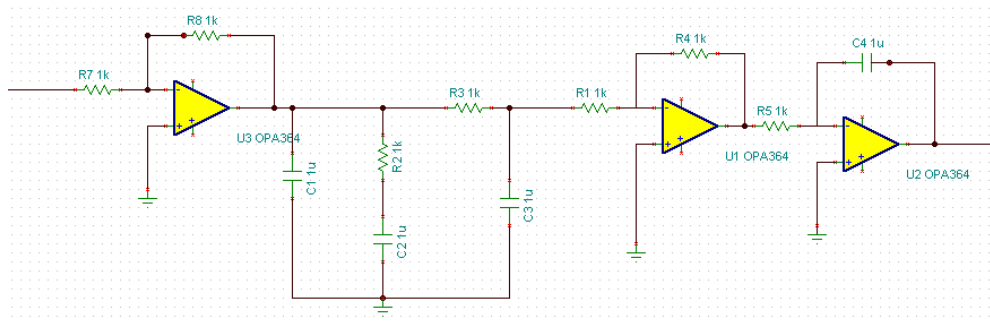 R8 1k
R7 1k
U3 OPA364
C1 1u
R2 1k
C2 1u
R3 1k
C3 1u
R1 1k
R4 1k
U1 OPA364
R5 1k
C4 1u
U2 OPA364